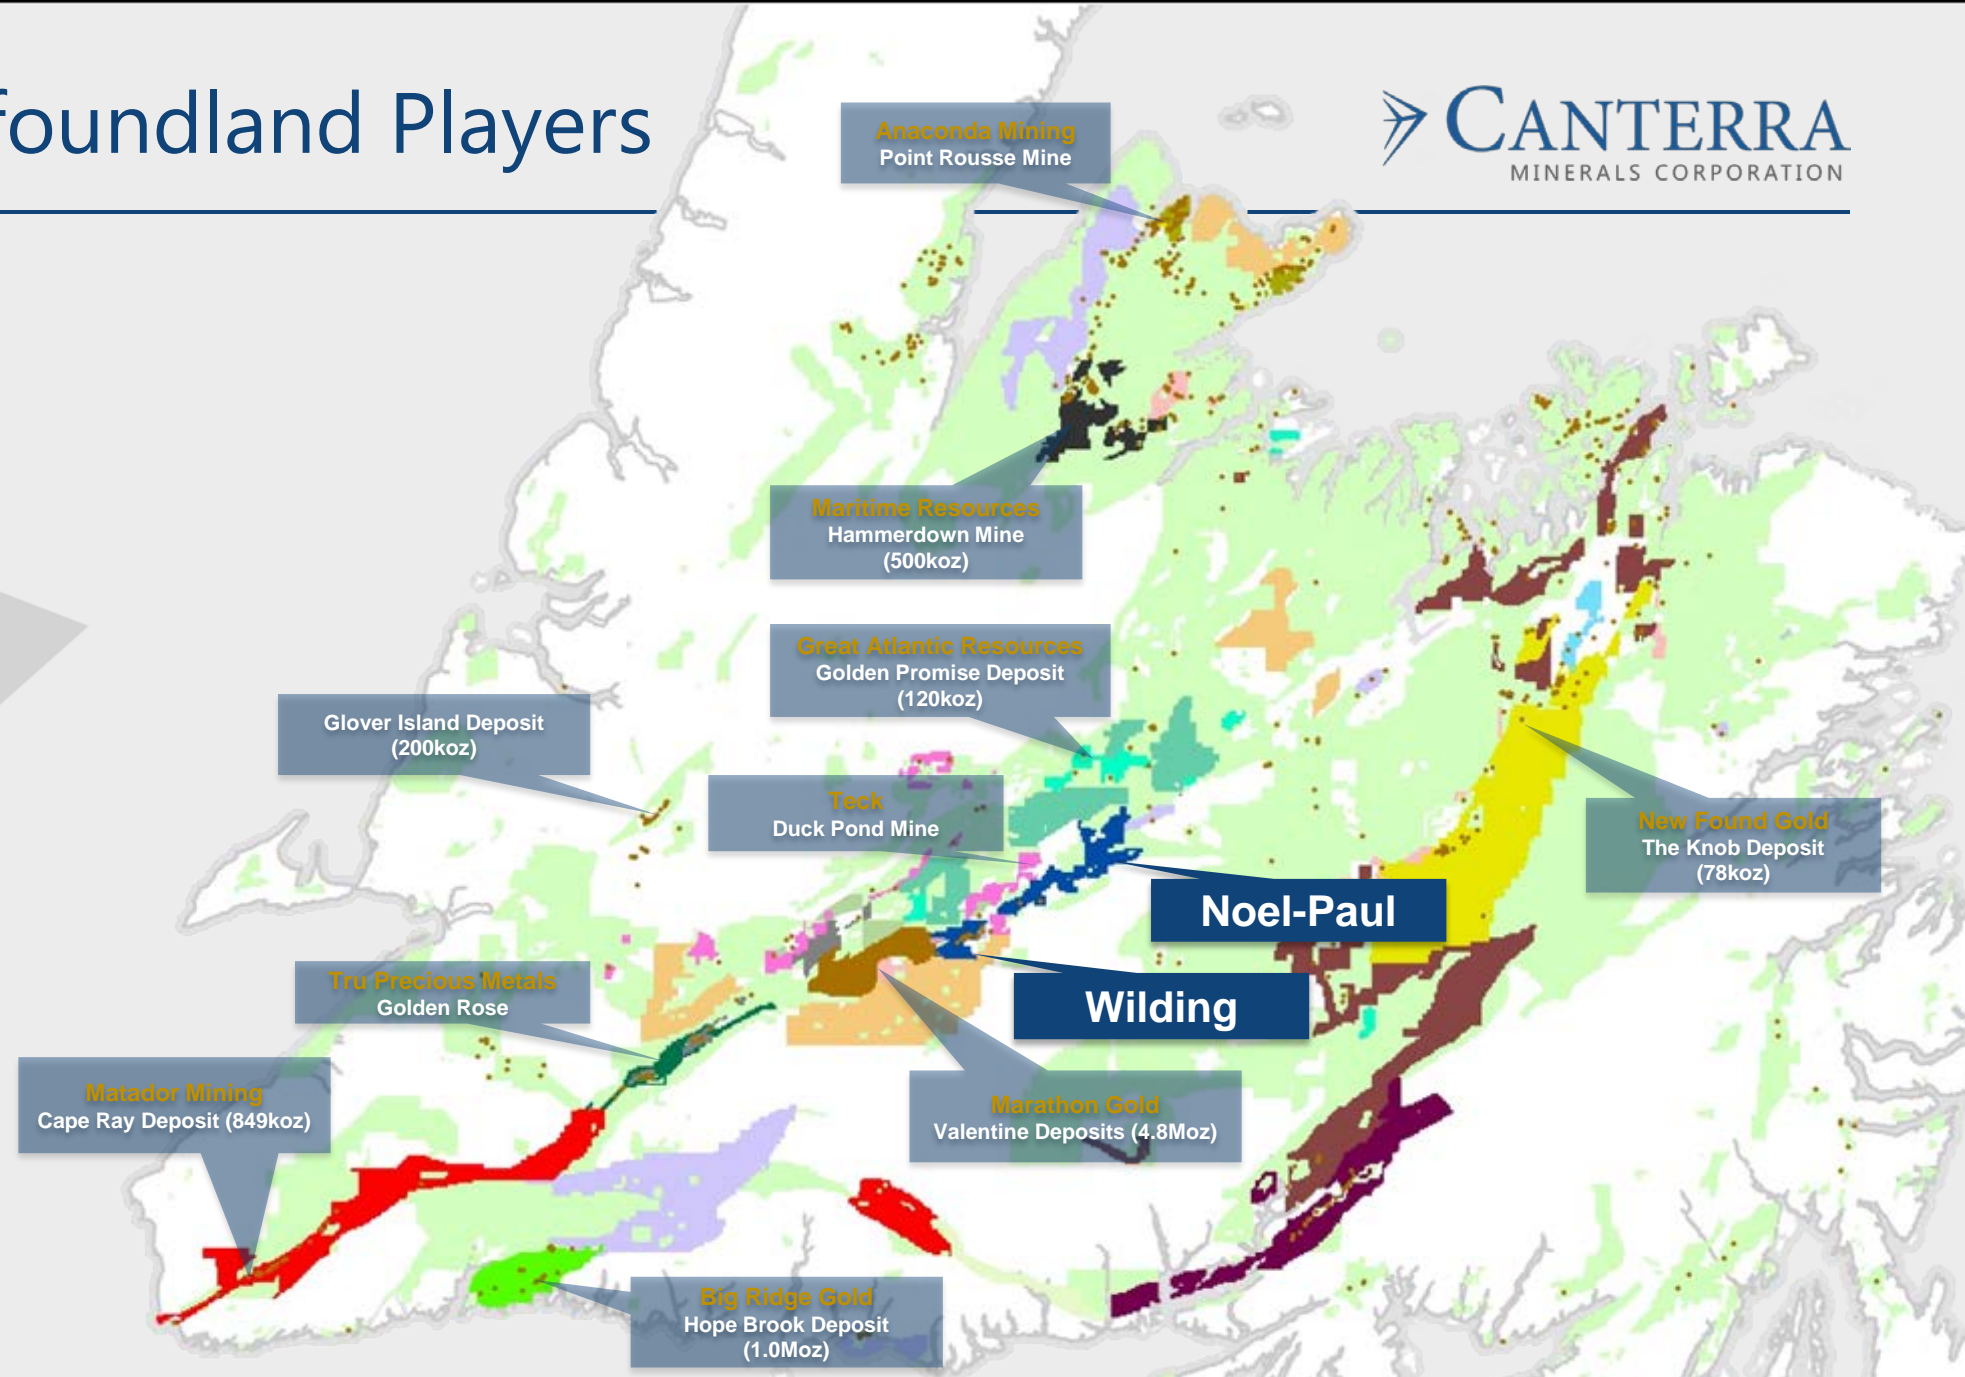 foundland Players
CANTERRA
MINERALS CORPORATION
Anaconda Mining
Point Rousse Mine
Maritime Resources
Hammerdown Mine
(500koz)
Great Atlantic Resources
Golden Promise Deposit
(120koz)
Glover Island Deposit
(200koz)
Teck
Duck Pond Mine
New Found Gold
The Knob Deposit
(78koz)
Noel-Paul
Wilding
Tru Precious Metals
Golden Rose
Matador Mining
Cape Ray Deposit (849koz)
Marathon Gold
Valentine Deposits (4.8Moz)
Big Ridge Gold
Hope Brook Deposit
(1.0Moz)